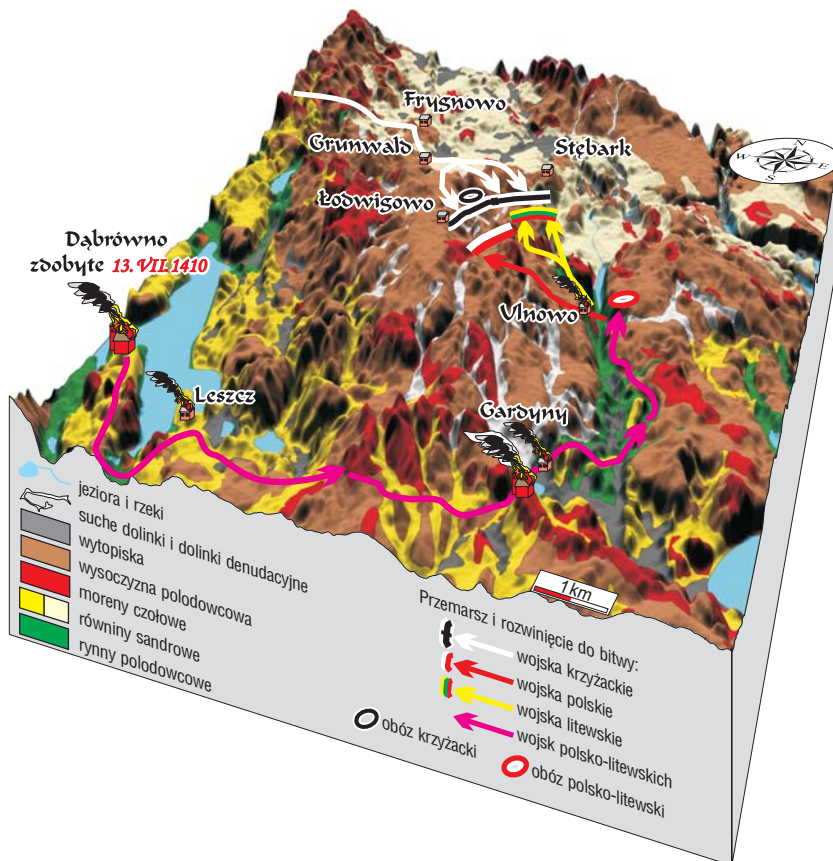 Frygnowo
Grunwald
Stębark
Łodwigowo
N
W
E
S
Dąbrówno
zdobyte 13.VII.1410
Ulnowo
Leszcz
Gardyny
jeziora i rzeki
suche dolinki i dolinki denudacyjne
wytopiska
wysoczyzna polodowcowa
moreny czołowe
równiny sandrowe
rynny polodowcowe
1km
Przemarsz i rozwinięcie do bitwy:
wojska krzyżackie
wojska polskie
wojska litewskie
wojsk polsko-litewskich
obóz krzyżacki
obóz polsko-litewski